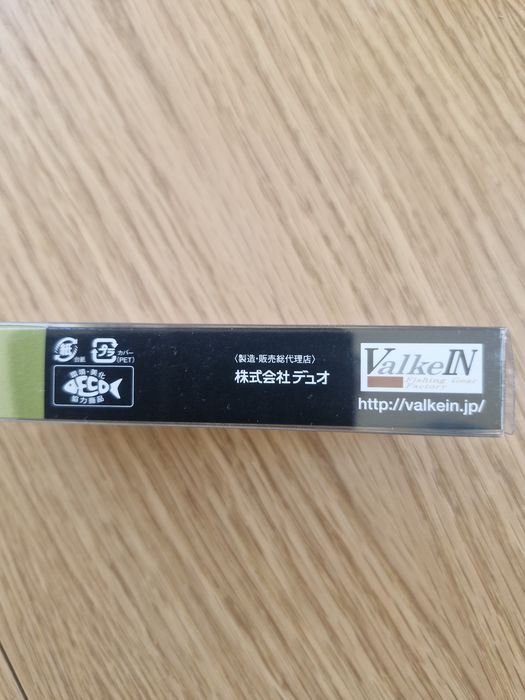 紙
台紙
プラ
カバー
(PET)
環境・美化
ECO
協力商品
〈製造・販売総代理店〉
株式会社デュオ
ValkeIN
Fishing Gear
Factory
http://valkein.jp/